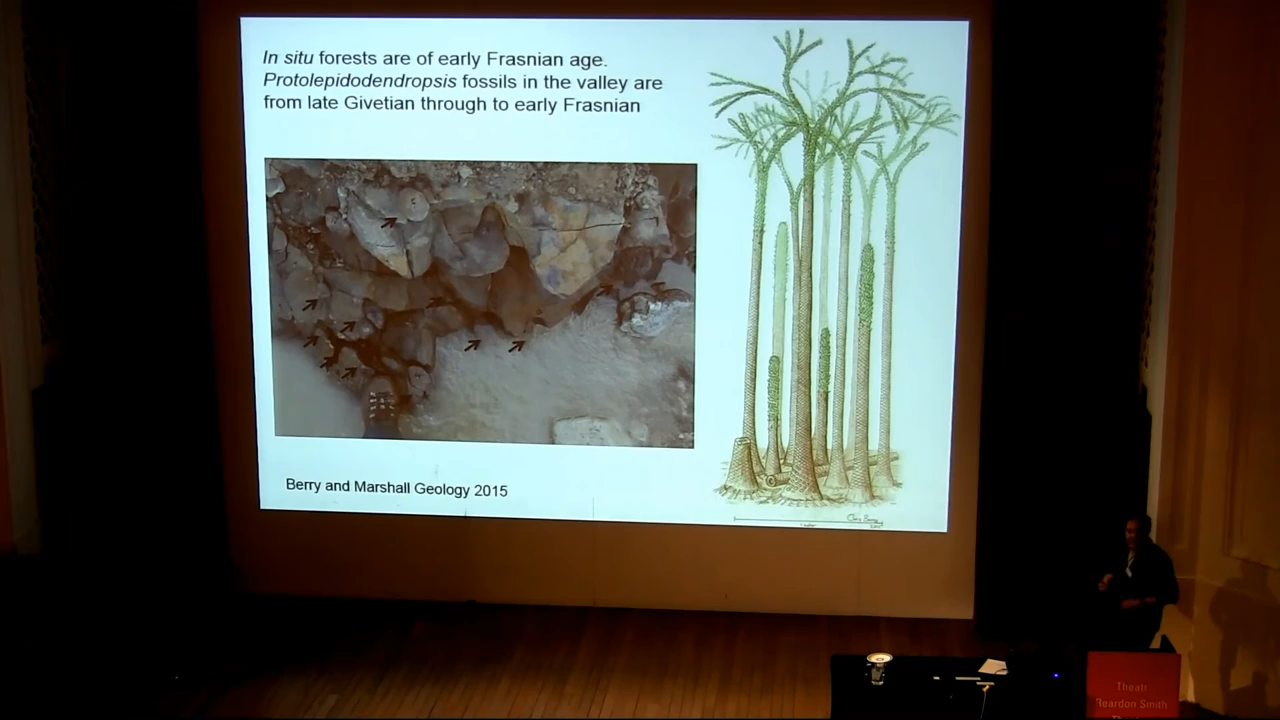 In situ forests are of early Frasnian age.
Protolepidodendropsis fossils in the valley are
from late Givetian through to early Frasnian
Berry and Marshall Geology 2015
Theatr
Reardon Smith